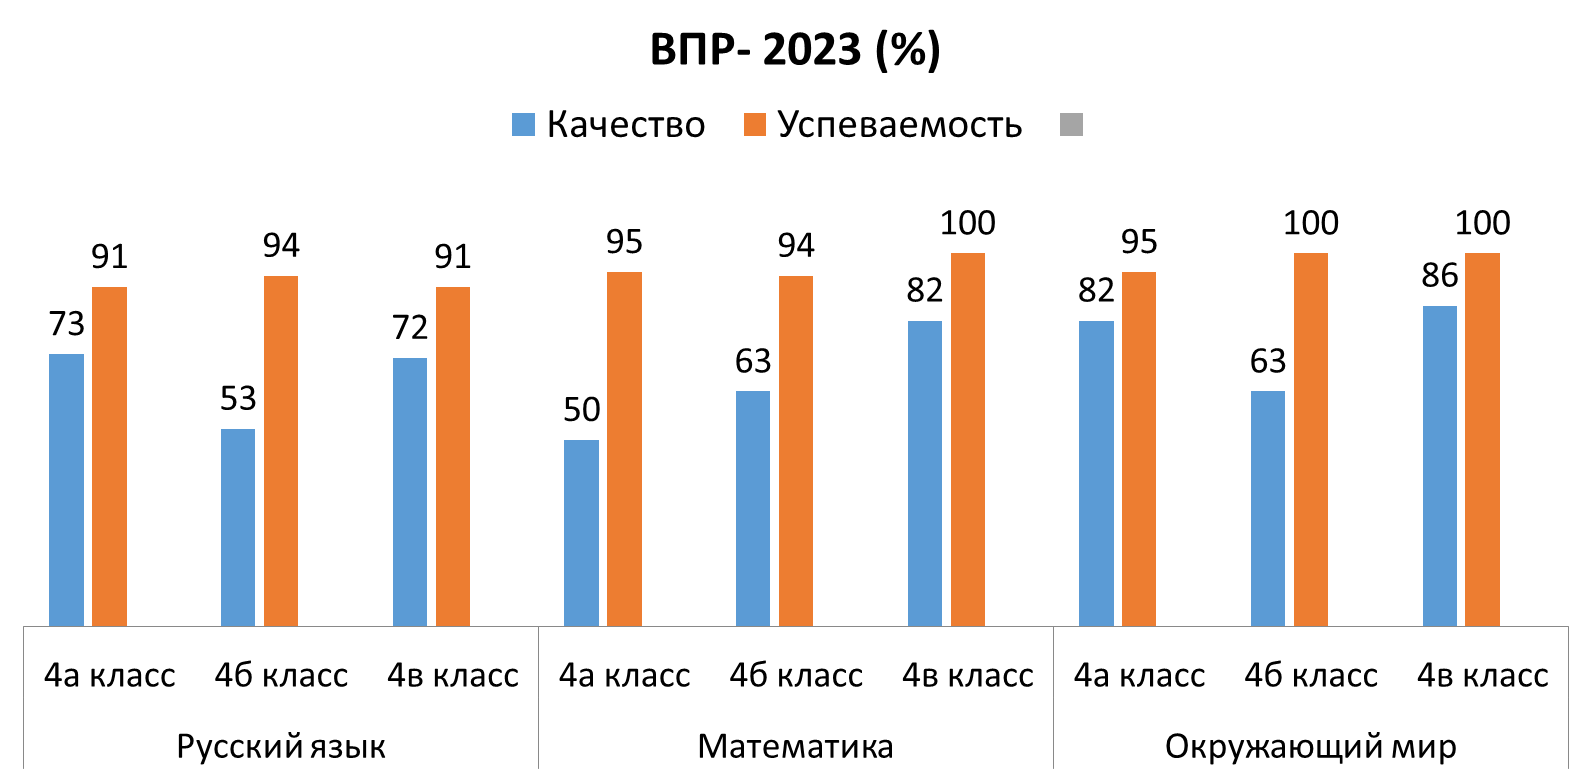 ВПР- 2023 (%)
Качество Успеваемость
91 94 91 95 94 100 95 100 100
73 53 72 50 63 82 82 63 86
4а класс 4б класс 4в класс 4а класс 4б класс 4в класс 4а класс 4б класс 4в класс
Русский язык Математика Окружающий мир